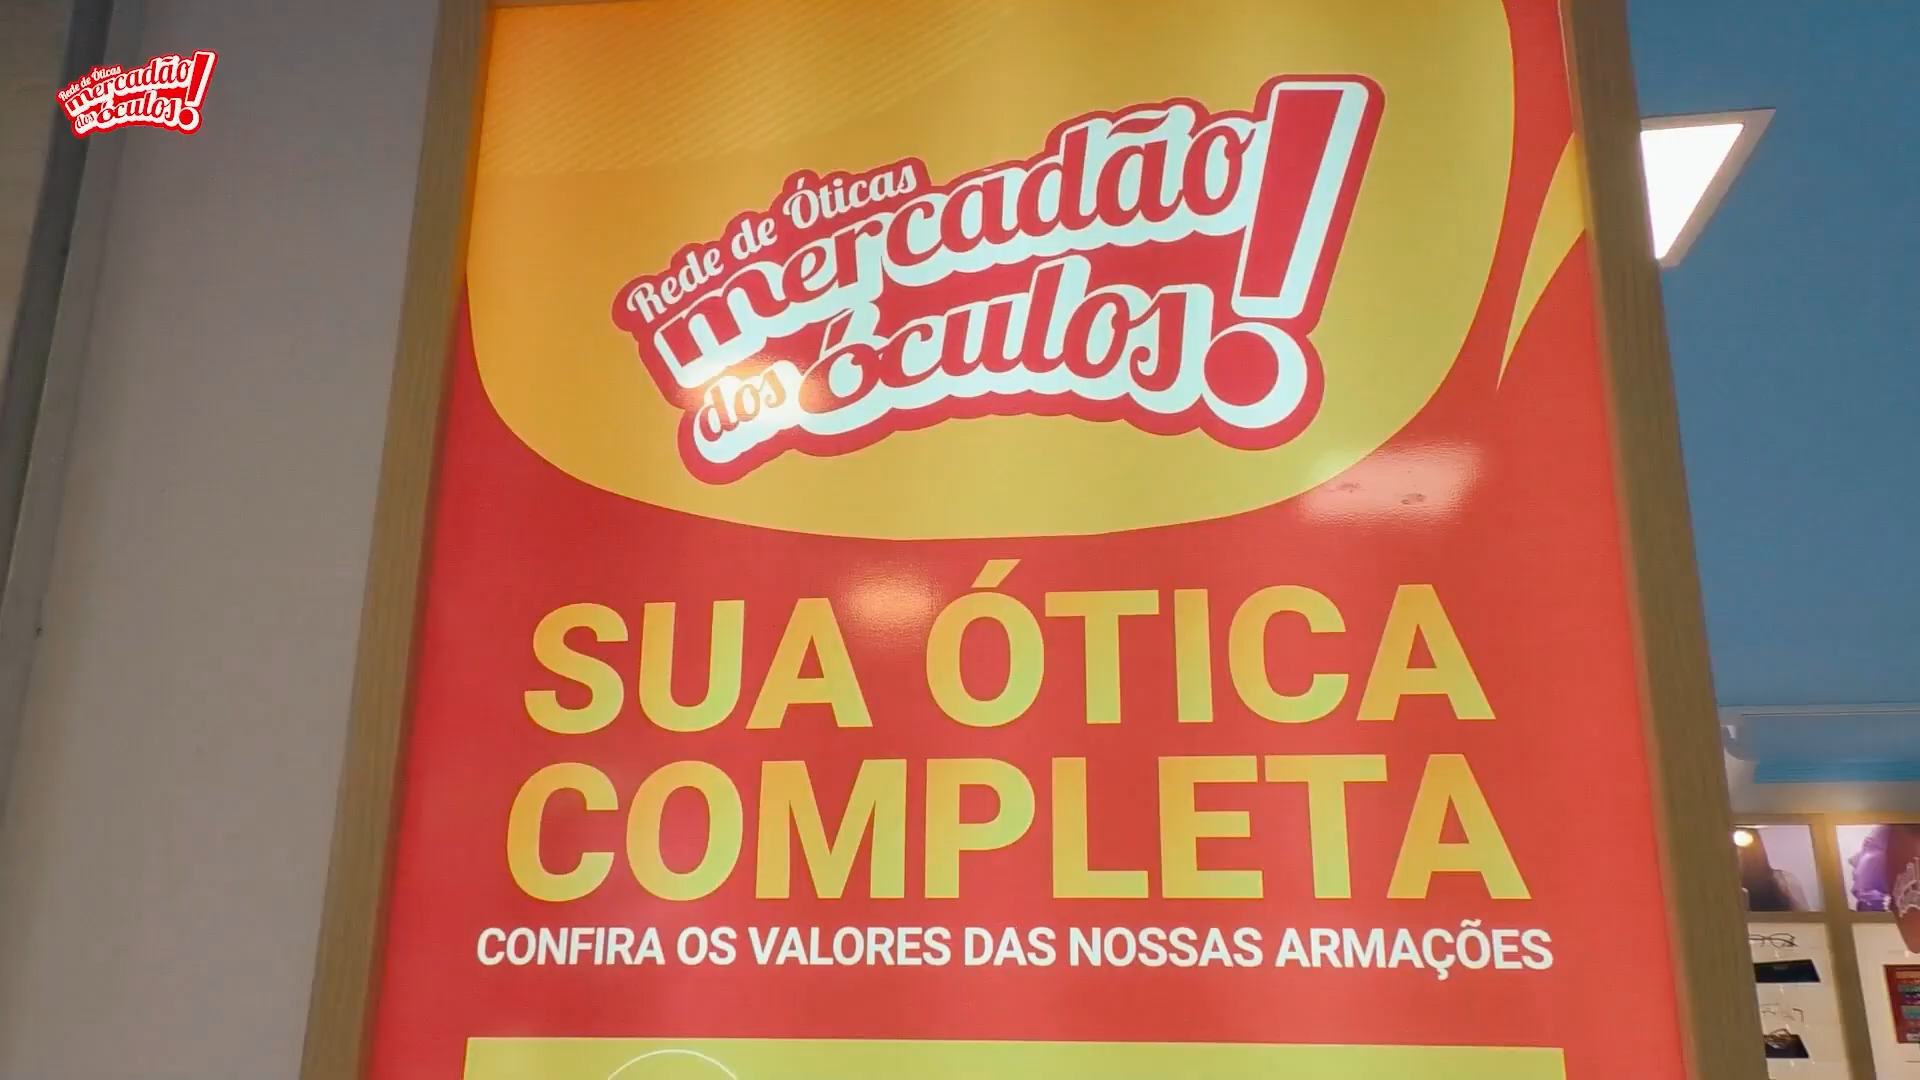 Rede de Óticas
mercadão
dos óculos!
Rede de Óticas
mercadão
dos óculos!
SUA ÓTICA
COMPLETA
CONFIRA OS VALORES DAS NOSSAS ARMAÇÕES